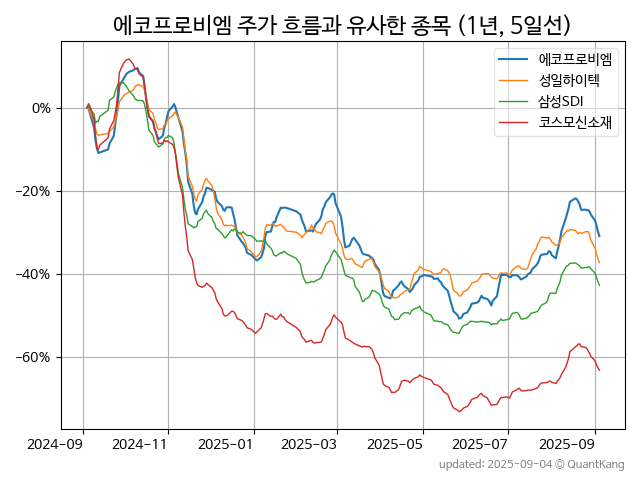 에코프로비엠 주가 흐름과 유사한 종목 (1년, 5일선)
에코프로비엠
성일하이텍
삼성SDI
코스모신소재
0%
−20%
−40%
−60%
2024-09 2024-11 2025-01 2025-03 2025-05 2025-07 2025-09
updated: 2025-09-04 © QuantKang